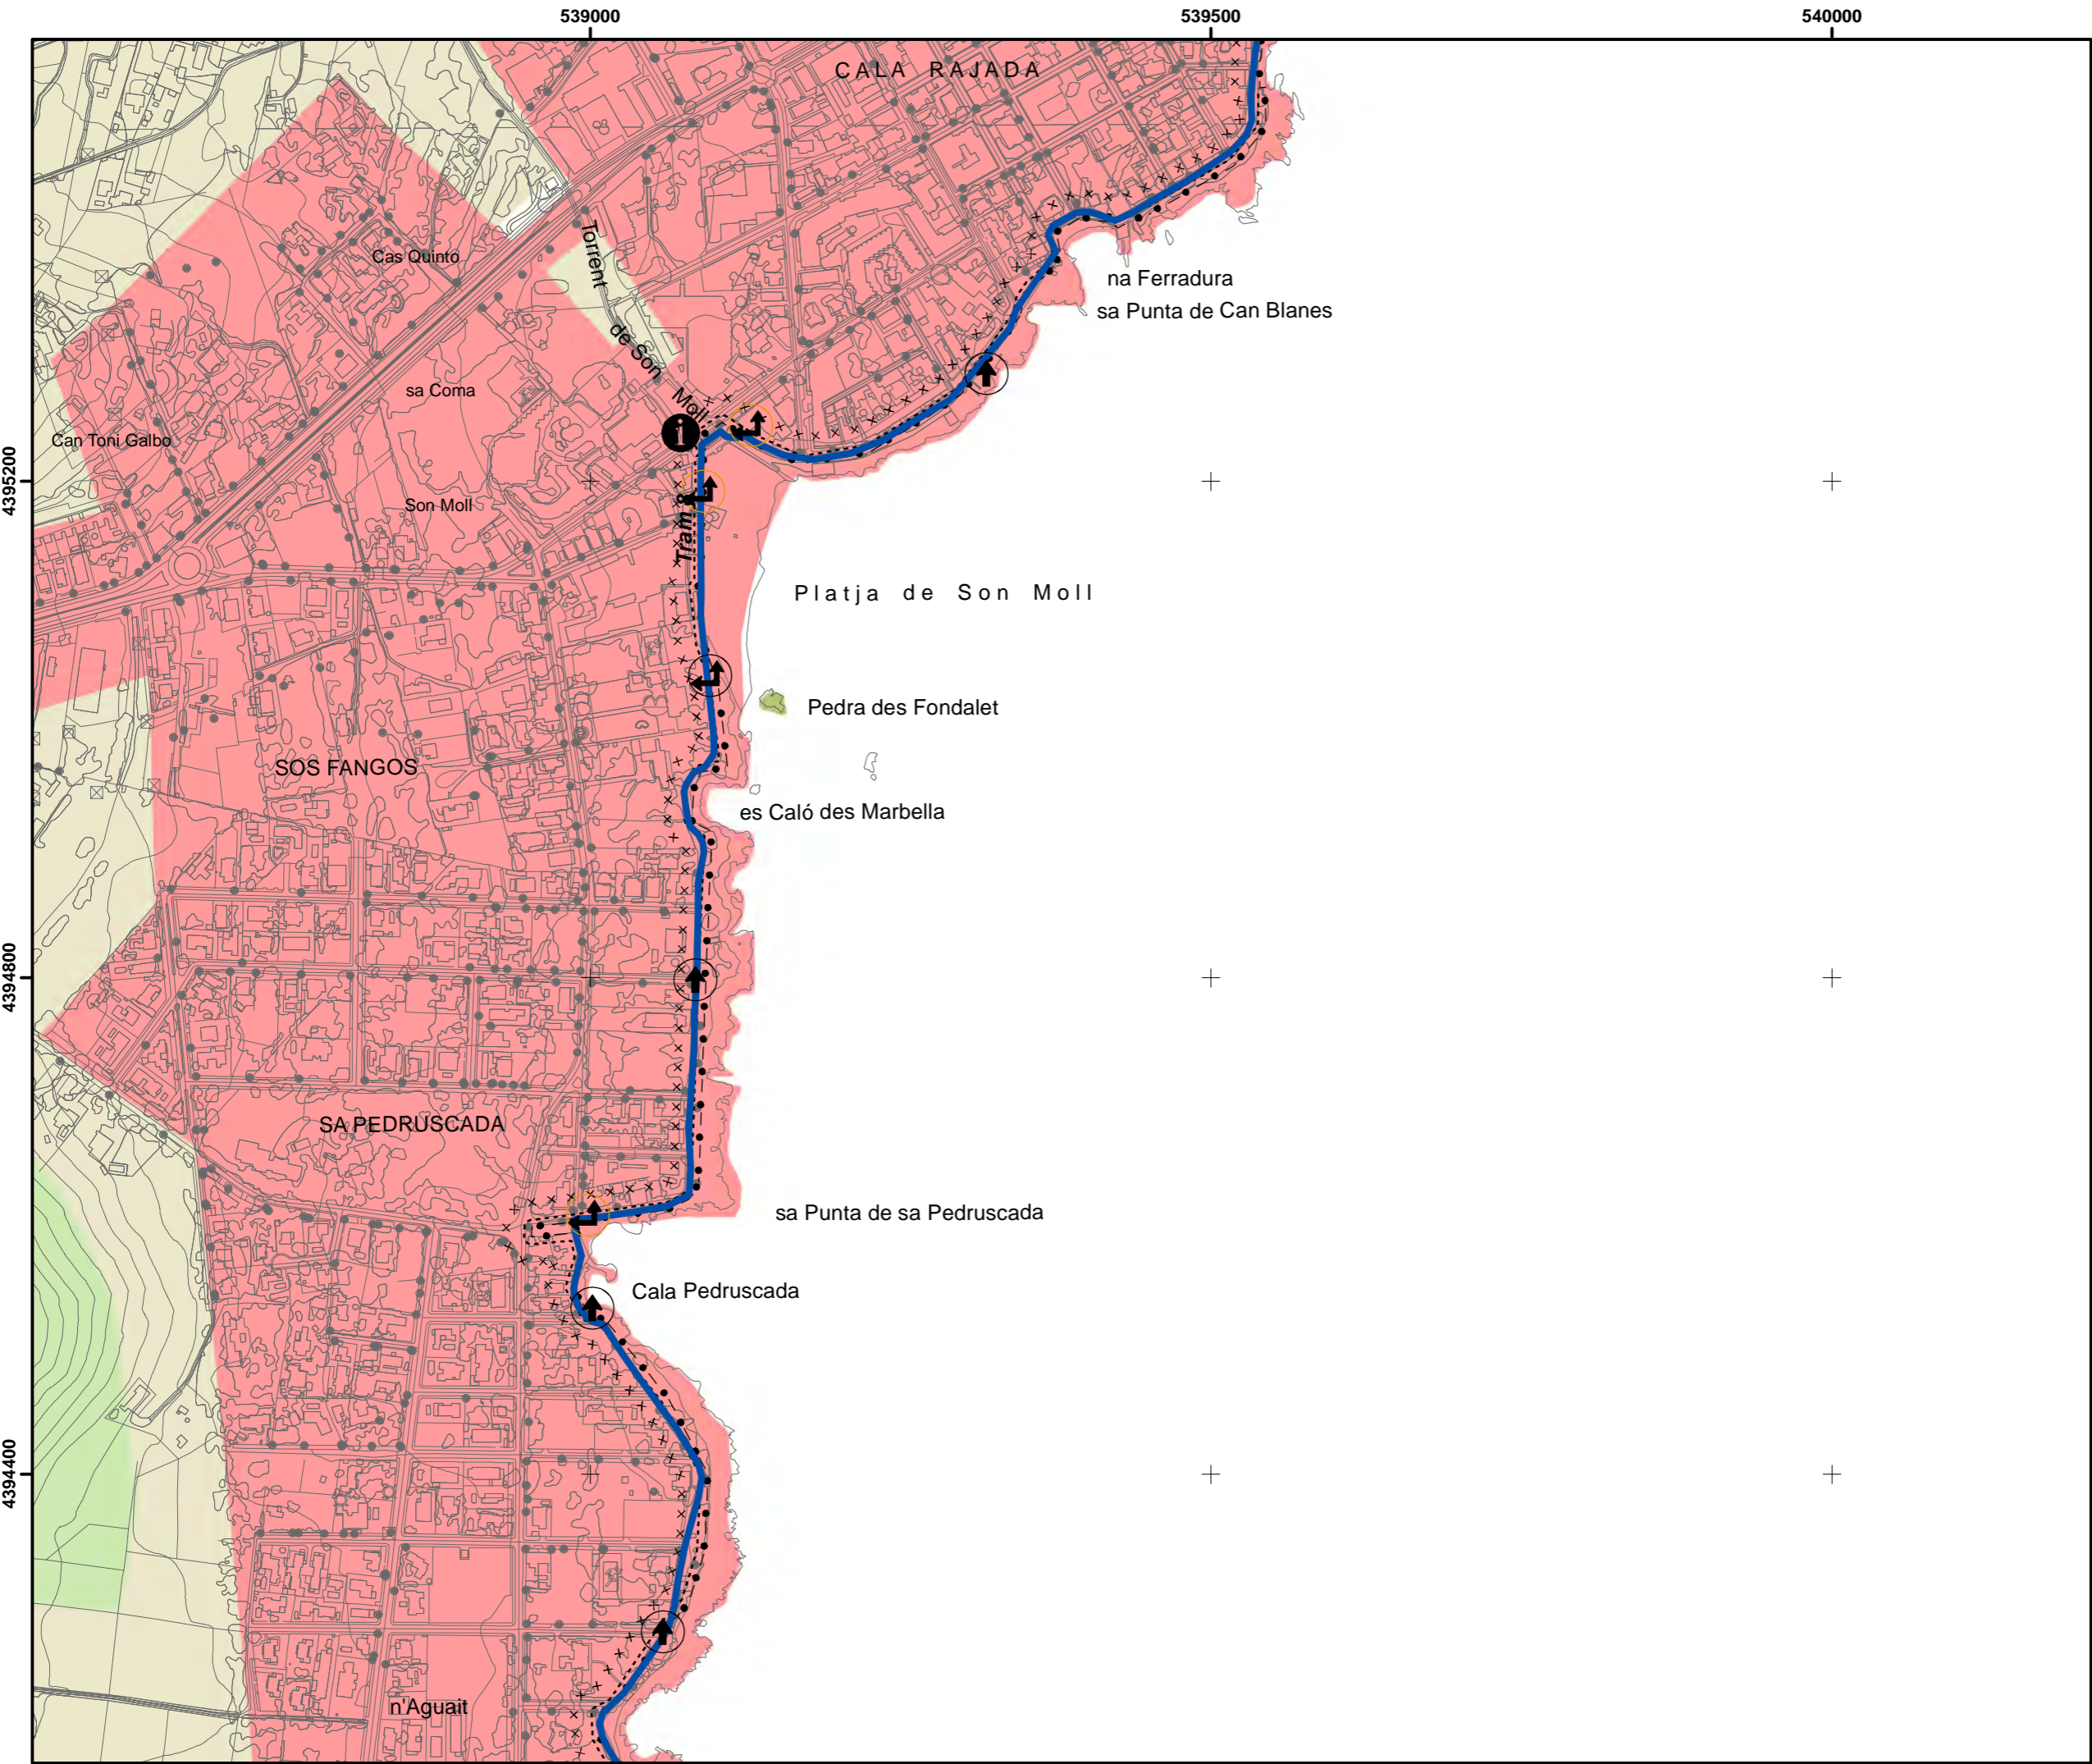 539000
539500
540000
CALA RAJADA
Cas Quinto
Torrent
de Son
Moll
na Ferradura
sa Punta de Can Blanes
sa Coma
Can Toni Galbo
i
4395200
Son Moll
Tram 8
Platja de Son Moll
Pedra des Fondalet
SOS FANGOS
es Caló des Marbella
4394800
SA PEDRUSCADA
sa Punta de sa Pedruscada
Cala Pedruscada
4394400
n'Aguait